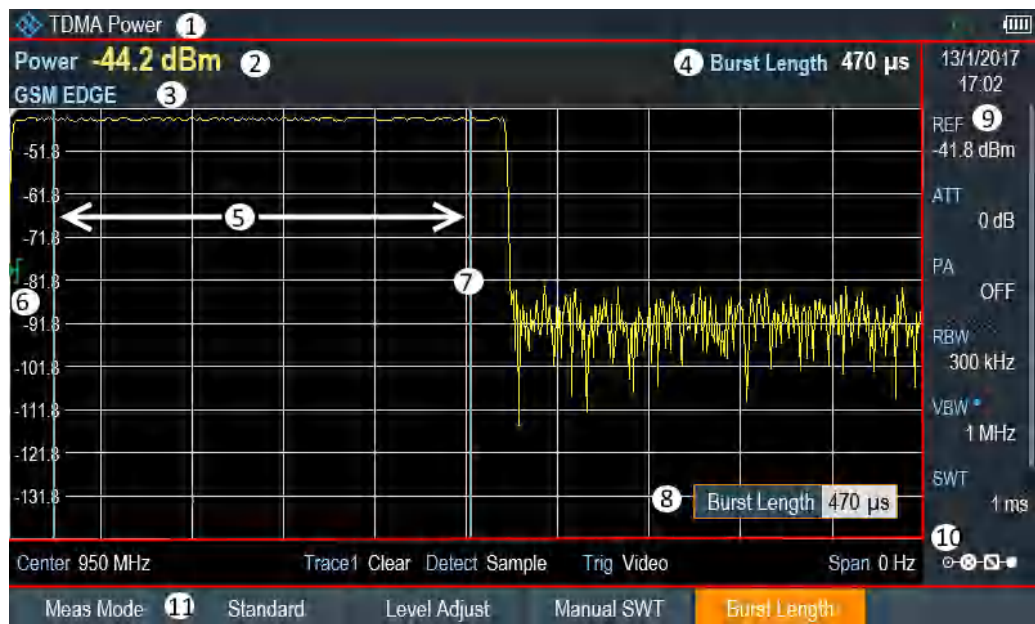 TDMA Power 1
Power -44.2 dBm 2
4 Burst Length 470 µs
GSM EDGE 3
13/1/2017
17:02
REF 9
-41.8 dBm
ATT
0 dB
PA
OFF
RBW
300 kHz
VBW
1 MHz
SWT
1 ms
10
-51.8
-61.8
5
-71.8
-81.8
7
6
-91.8
-101.8
-111.8
-121.8
-131.8
8 Burst Length 470 µs
Center 950 MHz Trace1 Clear Detect Sample Trig Video Span 0 Hz
Meas Mode 11 Standard Level Adjust Manual SWT Burst Length